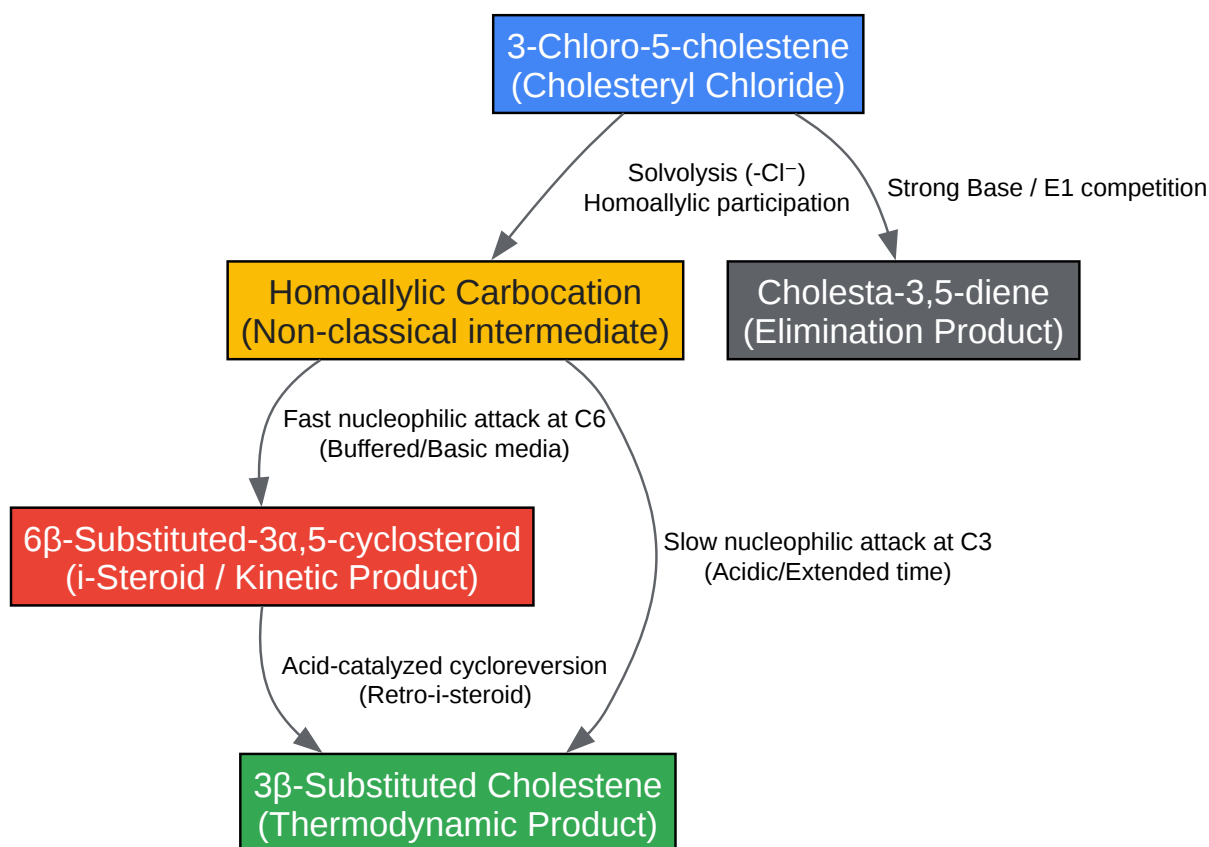 3-Chloro-5-cholestene
(Cholesteryl Chloride)
Solvolysis (-Cl⁻)
Homoallylic participation
Strong Base / E1 competition
Homoallylic Carbocation
(Non-classical intermediate)
Cholesta-3,5-diene
(Elimination Product)
Fast nucleophilic attack at C6
(Buffered/Basic media)
6β-Substituted-3α,5-cyclosteroid
(i-Steroid / Kinetic Product)
Slow nucleophilic attack at C3
(Acidic/Extended time)
Acid-catalyzed cycloreversion
(Retro-i-steroid)
3β-Substituted Cholestene
(Thermodynamic Product)